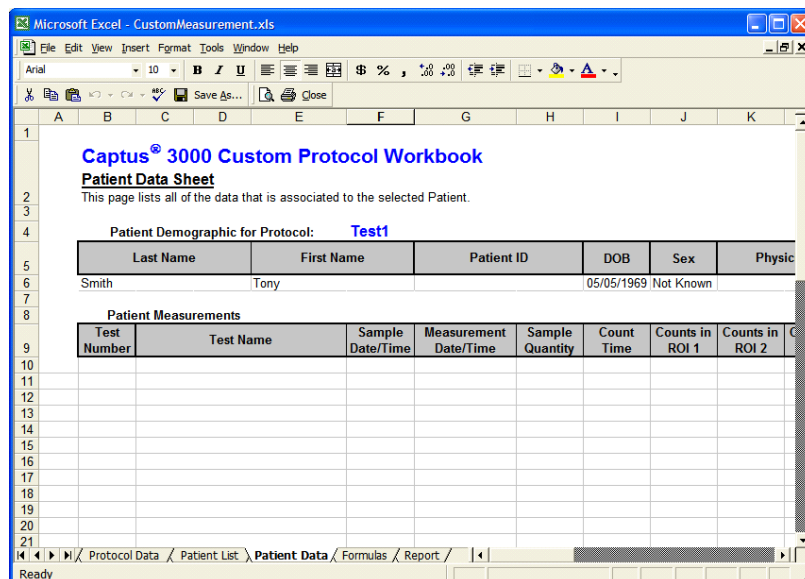 Microsoft Excel - CustomMeasurement.xls
File Edit View Insert Format Tools Window Help
Arial 10 B I U $ % ,
Save As... Close
A B C D E F G H I J K
1
Captus® 3000 Custom Protocol Workbook
Patient Data Sheet
2 This page lists all of the data that is associated to the selected Patient.
3
4 Patient Demographic for Protocol: Test1
5 Last Name First Name Patient ID DOB Sex Physic
6 Smith Tony 05/05/1969 Not Known
7
8 Patient Measurements
Test Sample Measurement Sample Count Counts in Counts in
Number Test Name Date/Time Date/Time Quantity Time ROI 1 ROI 2
9
10
11
12
13
14
15
16
17
18
19
20
21
Protocol Data Patient List Patient Data Formulas Report
Ready